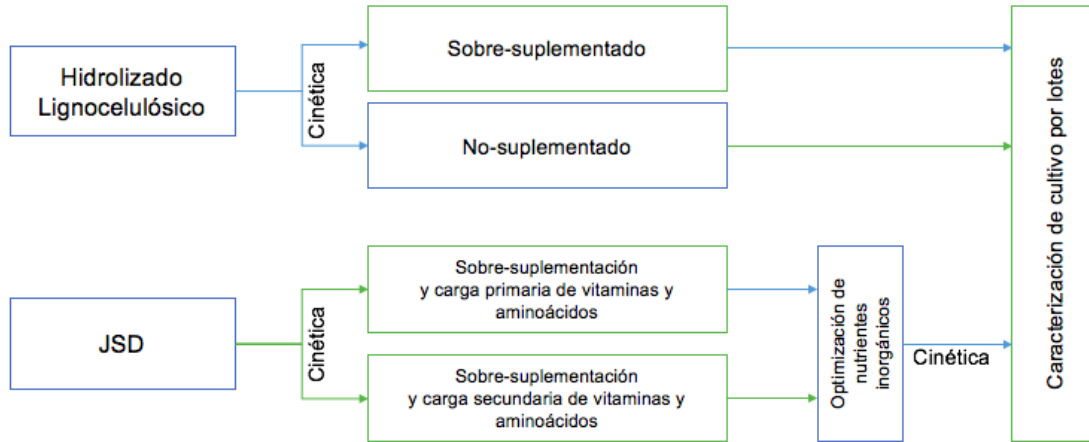 Hidrolizado
Lignocelulósico
Cinética
Sobre-suplementado
No-suplementado
JSD
Cinética
Sobre-suplementación
y carga primaria de vitaminas y
aminoácidos
Sobre-suplementación
y carga secundaria de vitaminas y
aminoácidos
Optimización de
nutrientes
inorgánicos
Cinética
Caracterización de cultivo por lotes